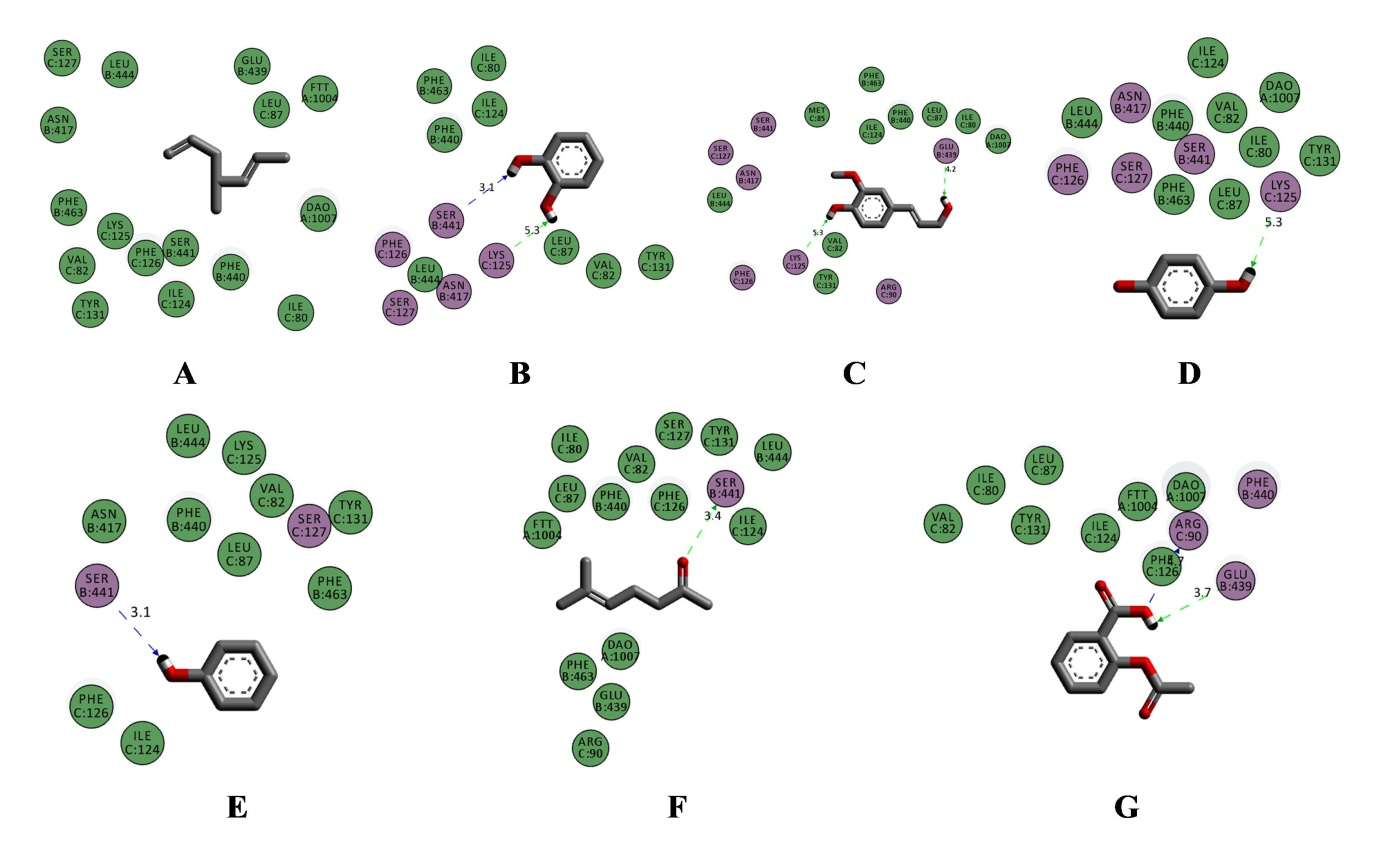 SER
C:127
LEU
B:444
GLU
B:439
FTT
A:1004
LEU
C:87
ASN
B:417
PHE
B:463
LYS
C:125
VAL
C:82
PHE
C:126
SER
B:441
TYR
C:131
ILE
C:124
PHE
B:440
DAO
A:1007
ILE
C:80
A
ILE
C:80
PHE
B:463
ILE
C:124
PHE
B:440
3.1
SER
B:441
5.3
PHE
C:126
LYS
C:125
LEU
B:444
ASN
B:417
SER
C:127
LEU
C:87
VAL
C:82
TYR
C:131
B
PHE
B:463
MET
C:85
SER
B:441
ILE
C:124
PHE
B:440
LEU
C:87
ILE
C:80
DAO
A:1007
SER
C:127
GLU
B:439
4.2
ASN
B:417
LEU
B:444
5.3
VAL
C:82
LYS
C:125
PHE
C:126
TYR
C:131
ARG
C:90
C
ILE
C:124
ASN
B:417
DAO
A:1007
LEU
B:444
PHE
B:440
VAL
C:82
SER
B:441
ILE
C:80
TYR
C:131
PHE
C:126
SER
C:127
PHE
B:463
LEU
C:87
LYS
C:125
5.3
D
LEU
B:444
LYS
C:125
VAL
C:82
ASN
B:417
PHE
B:440
SER
C:127
TYR
C:131
LEU
C:87
SER
B:441
PHE
B:463
3.1
PHE
C:126
ILE
C:124
E
ILE
C:80
SER
C:127
TYR
C:131
LEU
B:444
VAL
C:82
LEU
C:87
PHE
B:440
PHE
C:126
SER
B:441
3.4
FTT
A:1004
ILE
C:124
DAO
A:1007
PHE
B:463
GLU
B:439
ARG
C:90
F
LEU
C:87
ILE
C:80
DAO
A:1007
PHE
B:440
FTT
A:1004
VAL
C:82
TYR
C:131
ILE
C:124
ARG
C:90
PHE
C:126
4.7
GLU
B:439
3.7
G